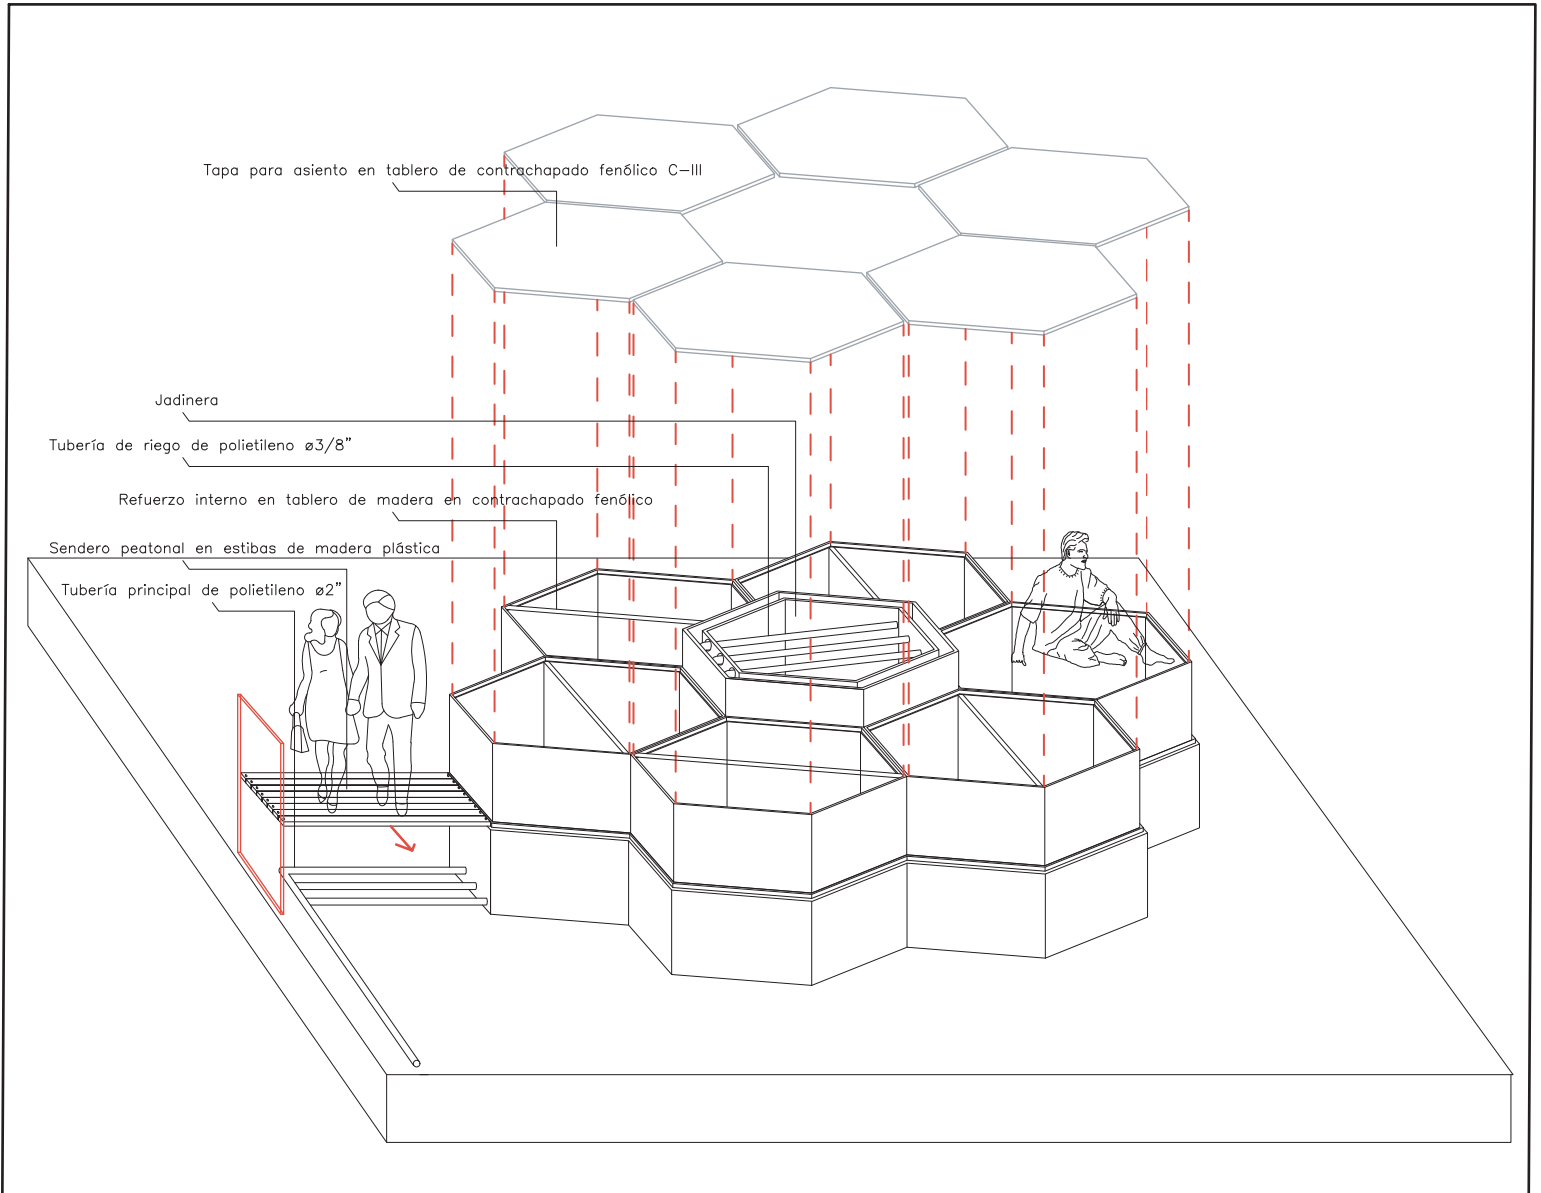 Tapa para asiento en tablero de contrachapado fenólico C-III
Jadinera
Tubería de riego de polietileno ø3/8”
Refuerzo interno en tablero de madera en contrachapado fenólico
Sendero peatonal en estibas de madera plástica
Tubería principal de polietileno ø2”